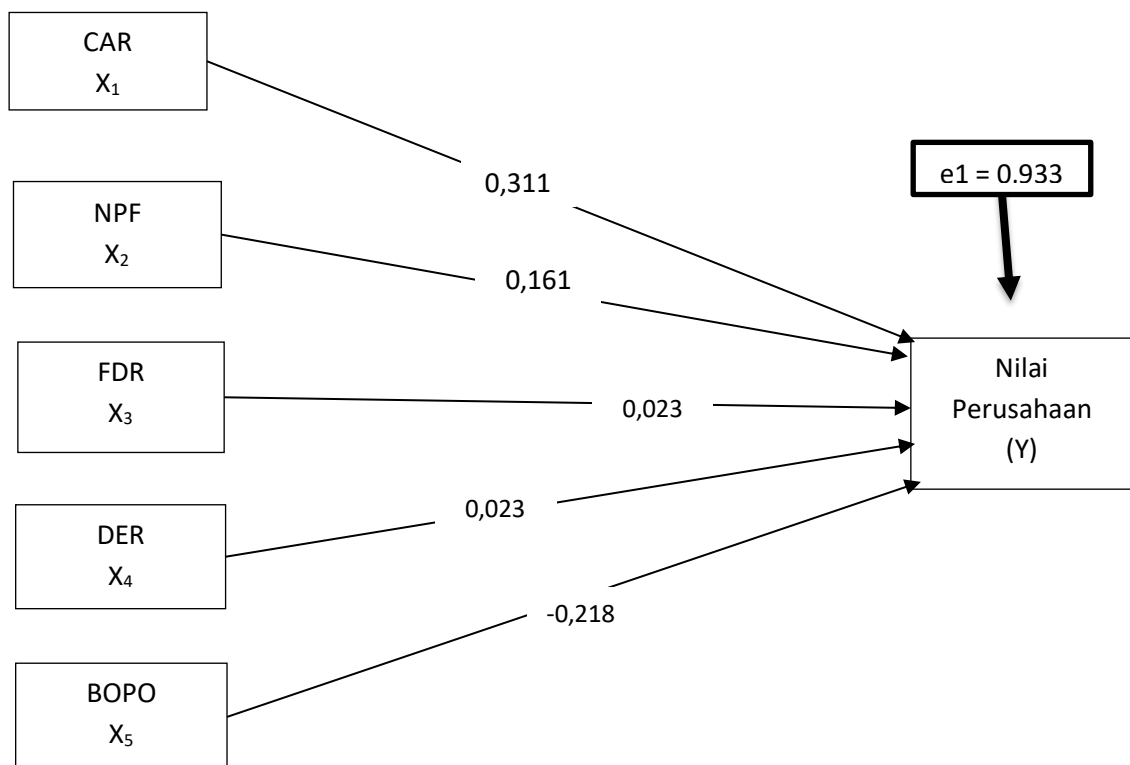 CAR
X₁
0,311
e1 = 0.933
NPF
X₂
0,161
FDR
X₃
0,023
Nilai
Perusahaan
(Y)
DER
X₄
0,023
-0,218
BOPO
X₅